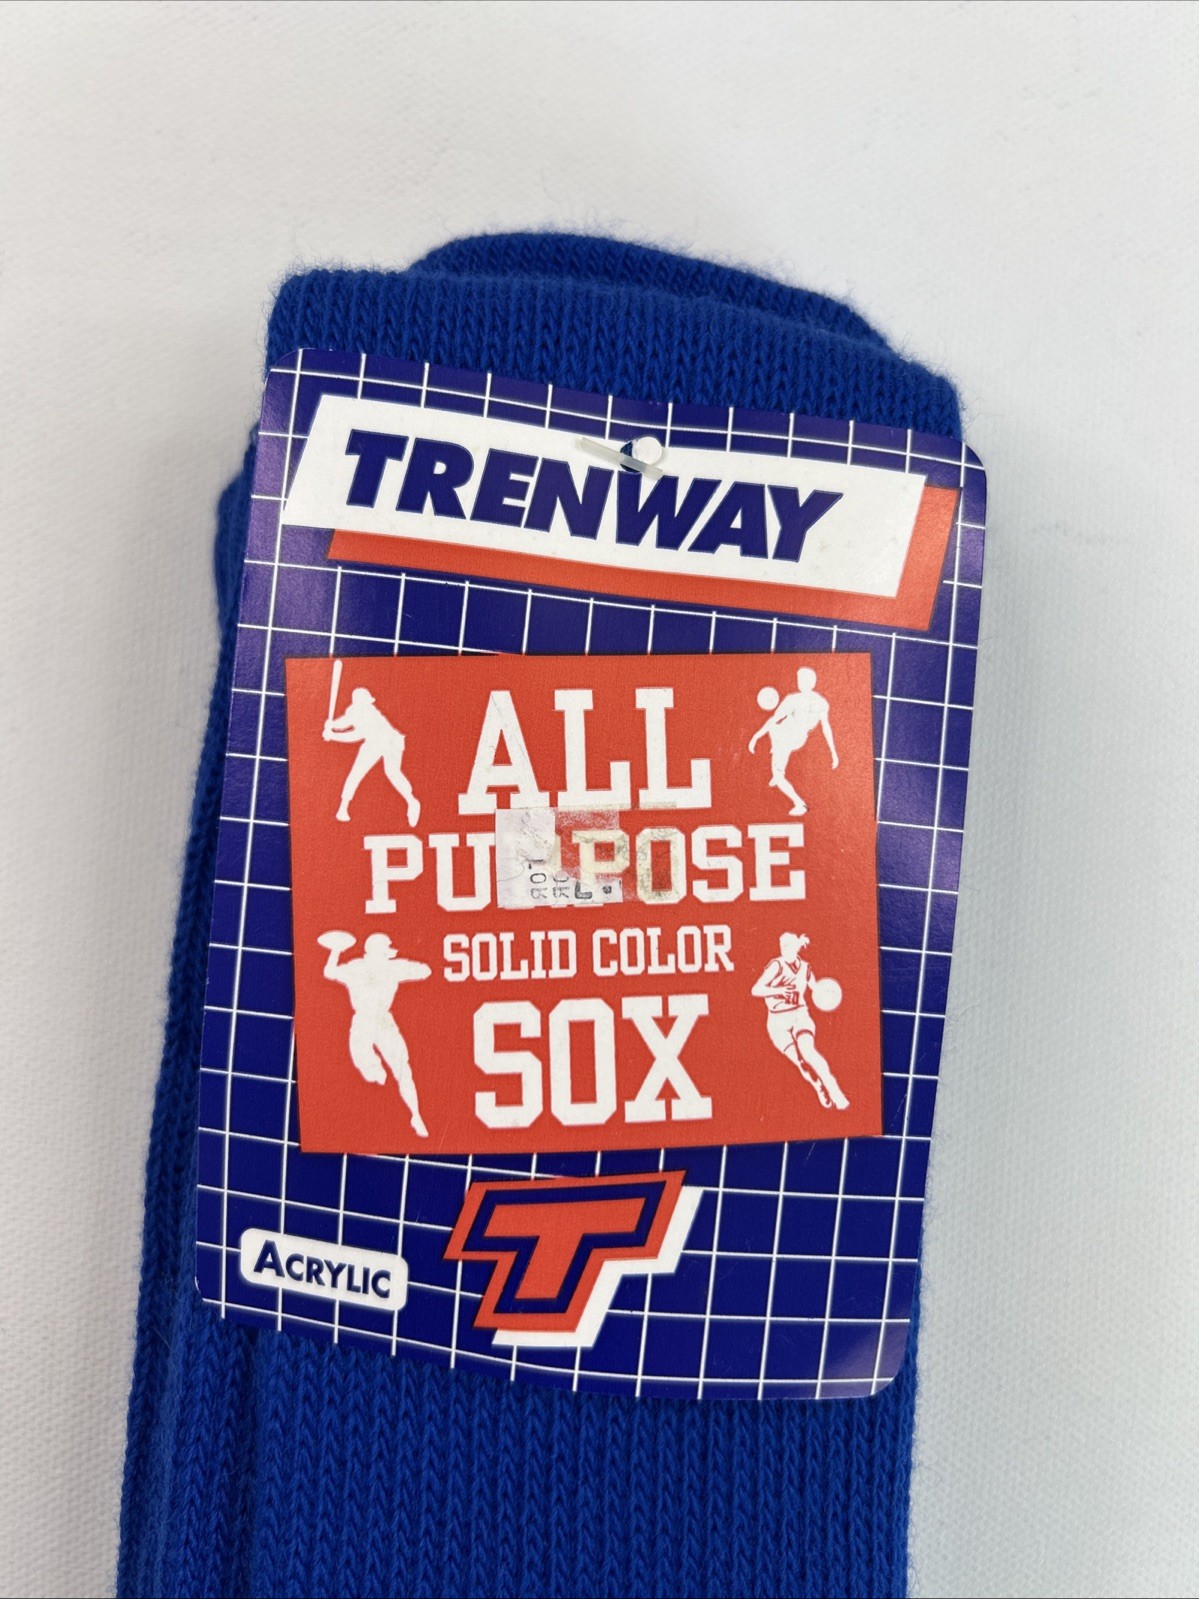 TRENWAY
ALL
PURPOSE
SOLID COLOR
SOX
T
ACRYLIC